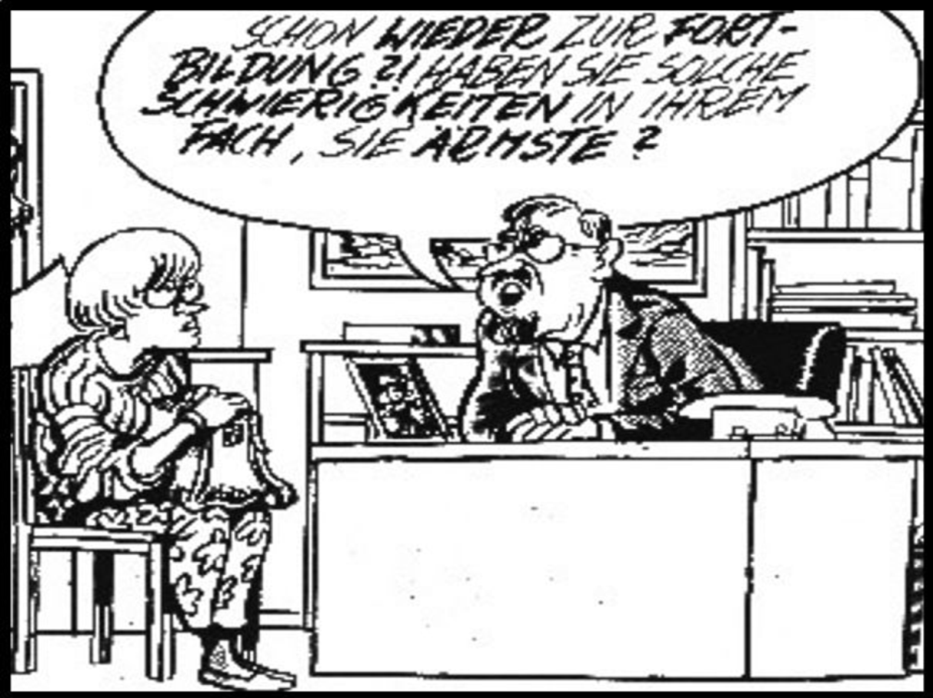 SCHON WIEDER ZUR FORT-
BILDUNG?! HABEN SIE SOLCHE
SCHWIERIGKEITEN IN IHREM
FACH, SIE ÄRMSTE?